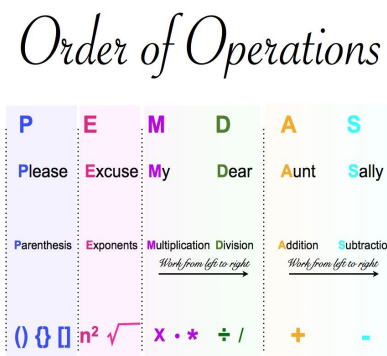 Order of Operations
P E M D A S
Please Excuse My Dear Aunt Sally
Parenthesis Exponents Multiplication Division Addition Subtractio
Work from left to right Work from left to right
() {} [] n² √ x · * ÷ / + -